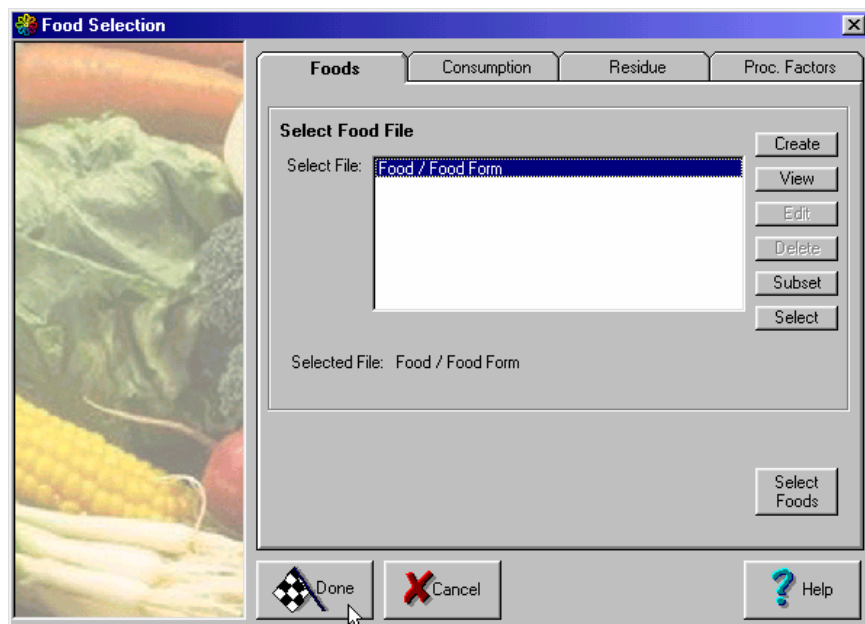 Food Selection
Foods
Consumption
Residue
Proc. Factors
Select Food File
Select File:
Food / Food Form
Create
View
Edit
Delete
Subset
Select
Selected File: Food / Food Form
Select
Foods
Done
Cancel
Help